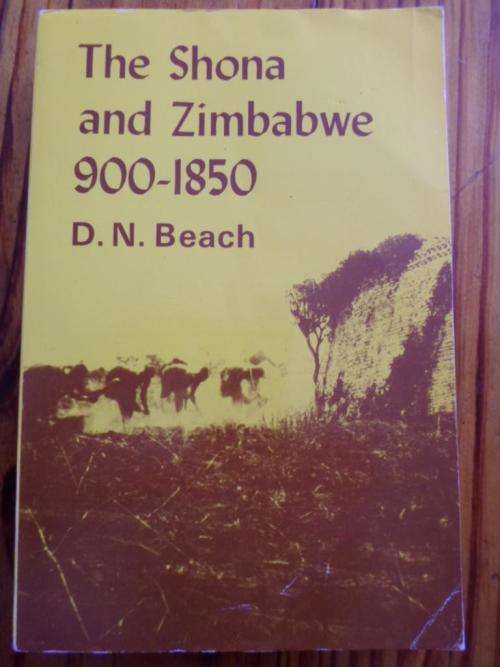 The Shona
and Zimbabwe
900-1850
D. N. Beach